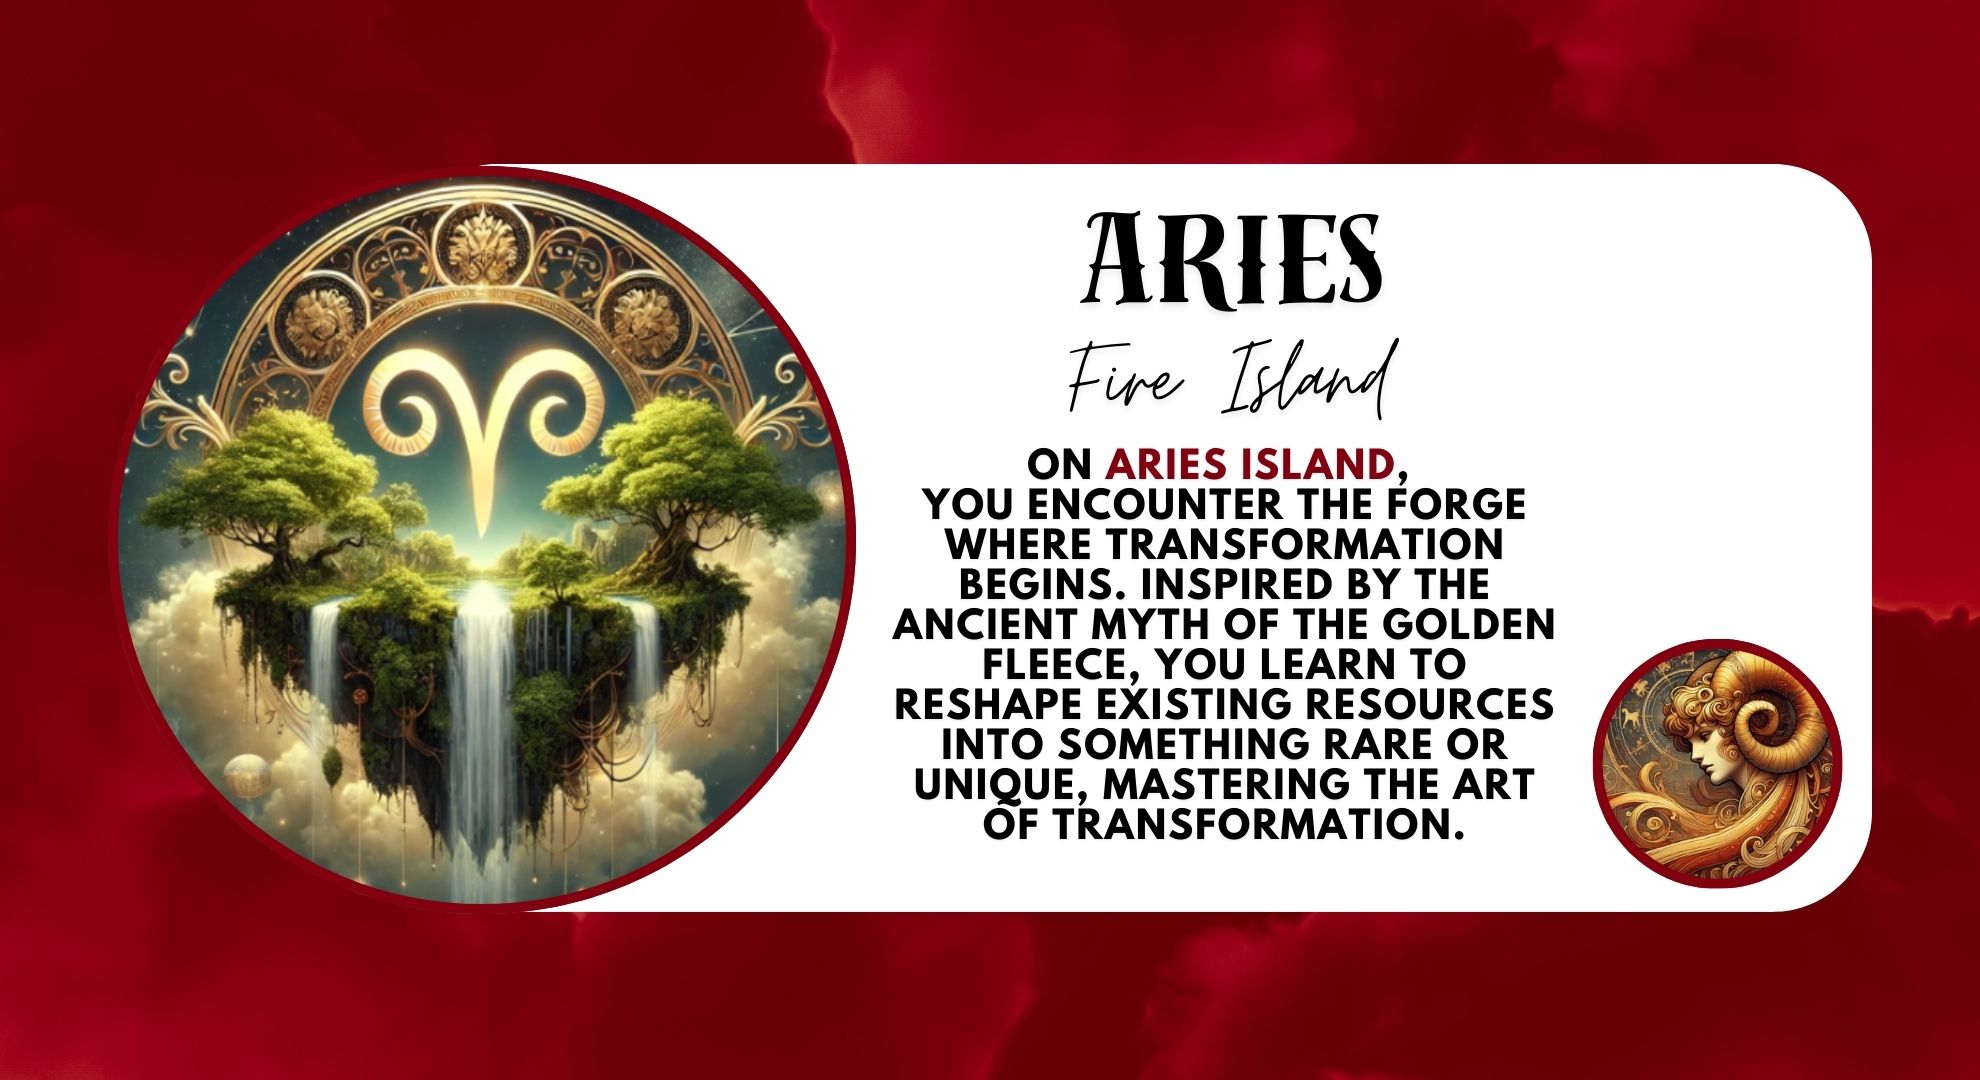 ARIES
Fire Island
ON ARIES ISLAND,
YOU ENCOUNTER THE FORGE
WHERE TRANSFORMATION
BEGINS. INSPIRED BY THE
ANCIENT MYTH OF THE GOLDEN
FLEECE, YOU LEARN TO
RESHAPE EXISTING RESOURCES
INTO SOMETHING RARE OR
UNIQUE, MASTERING THE ART
OF TRANSFORMATION.